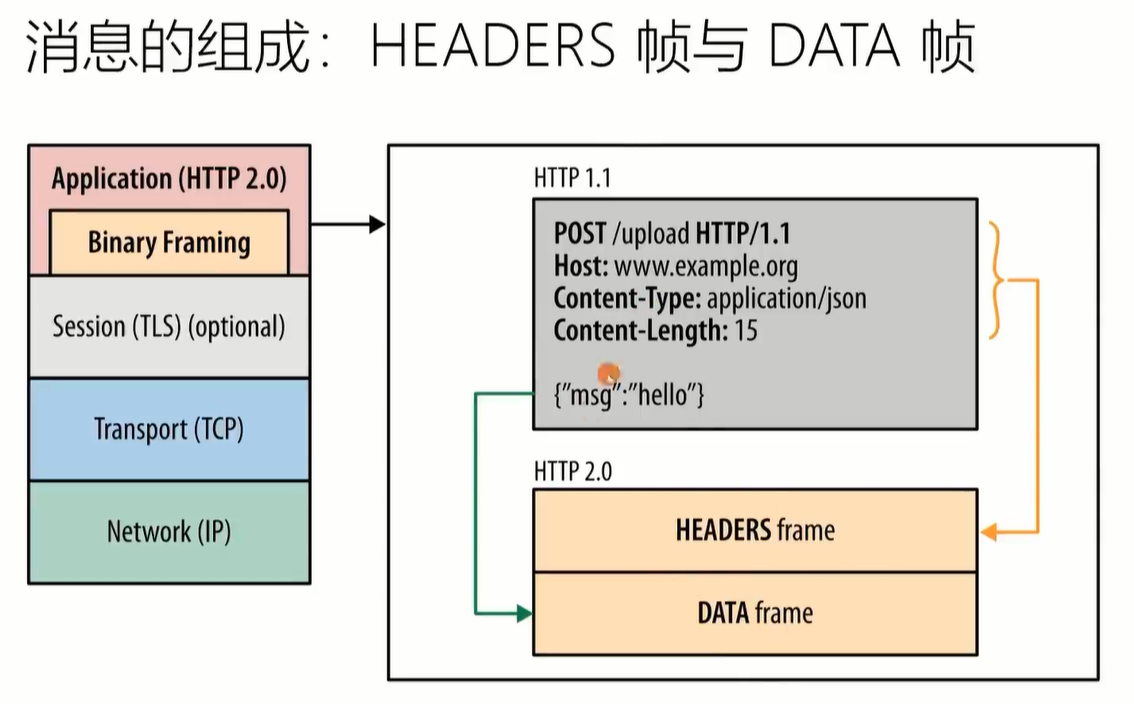 消息的组成：HEADERS 帧与 DATA 帧
Application (HTTP 2.0)
Binary Framing
Session (TLS) (optional)
Transport (TCP)
Network (IP)
HTTP 1.1
POST /upload HTTP/1.1
Host: www.example.org
Content-Type: application/json
Content-Length: 15
{”msg”:”hello”}
HTTP 2.0
HEADERS frame
DATA frame